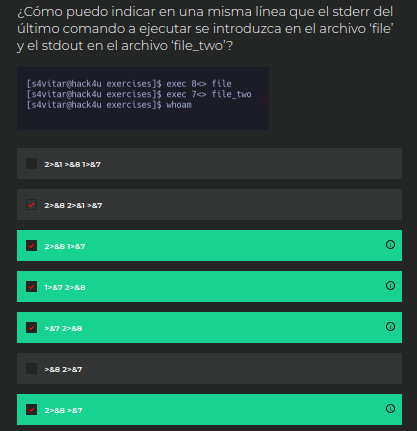 ¿Cómo puedo indicar en una misma línea que el stderr del
último comando a ejecutar se introduzca en el archivo ‘file’
y el stdout en el archivo ‘file_two’?
[s4vitar@hack4u exercises]$ exec 8<> file
[s4vitar@hack4u exercises]$ exec 7<> file_two
[s4vitar@hack4u exercises]$ whoam
2>&1 >&8 1>&7
2>&8 2>&1 >&7
2>&8 1>&7
1>&7 2>&8
>&7 2>&8
>&8 2>&7
2>&8 >&7